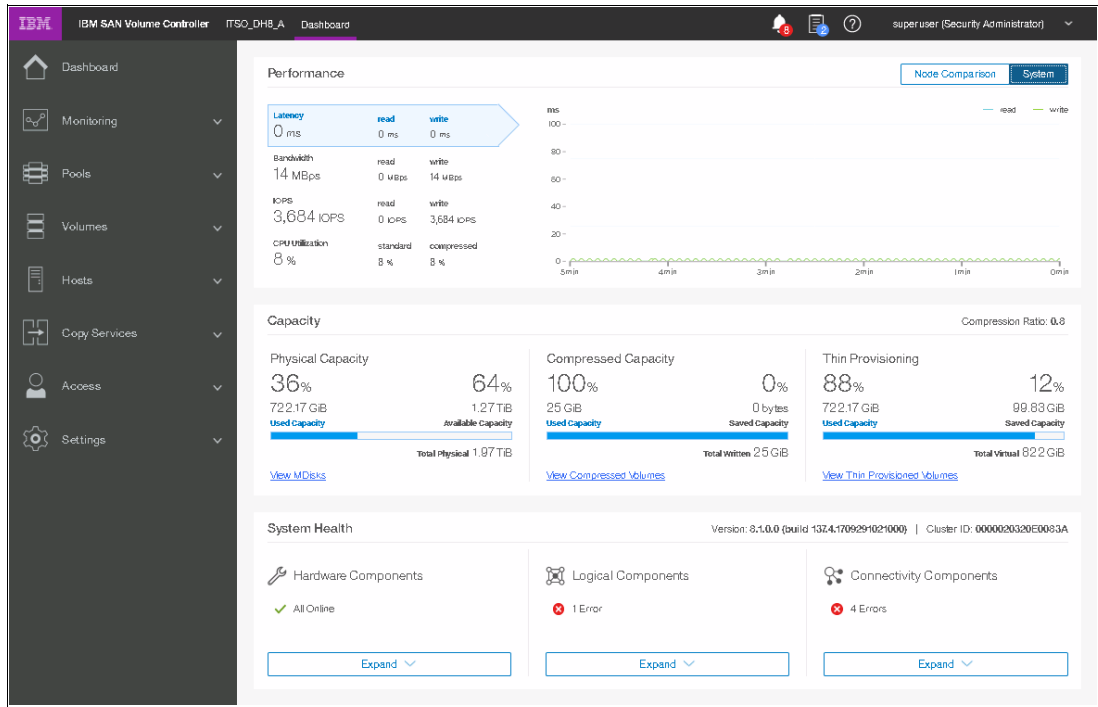 IBM IBM SAN Volume Controller ITSO_DH8_A Dashboard 8 2 ? superuser (Security Administrator)
Dashboard
Monitoring
Pools
Volumes
Hosts
Copy Services
Access
Settings
Performance
Node Comparison System
Latency read write
0 ms 0 ms 0 ms
Bandwidth read write
14 MBps 0 MBps 14 MBps
IOPS read write
3,684 IOPS 0 IOPS 3,684 IOPS
CPU Utilization standard compressed
8 % 8 % 8 %
ms
read write
100
80
60
40
20
0
5min 4min 3min 2min 1min 0min
Capacity Compression Ratio: 0.8
Physical Capacity
36% 64%
722.17 GiB 1.27 TiB
Used Capacity Available Capacity
Total Physical 1.97 TiB
View MDisks
Compressed Capacity
100% 0%
25 GiB 0 bytes
Used Capacity Saved Capacity
Total Written 25 GiB
View Compressed Volumes
Thin Provisioning
88% 12%
722.17 GiB 99.83 GiB
Used Capacity Saved Capacity
Total Virtual 822 GiB
View Thin Provisioned Volumes
System Health Version: 8.1.0.0 (build 137.4.1709291021000) | Cluster ID: 0000020320E0083A
Hardware Components
All Online
Expand
Logical Components
1 Error
Expand
Connectivity Components
4 Errors
Expand